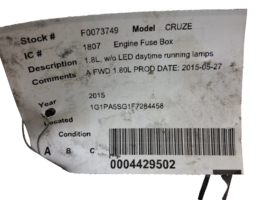 Stock # F0073749 Model CRUZE
IC # 1807 Engine Fuse Box
Description 1.8L, w/o LED daytime running lamps
Comments A FWD 1.80L PROD DATE: 2015-05-27
Year 2015
Located 1G1PA5SG1F7284458
Condition
A B C
0004429502